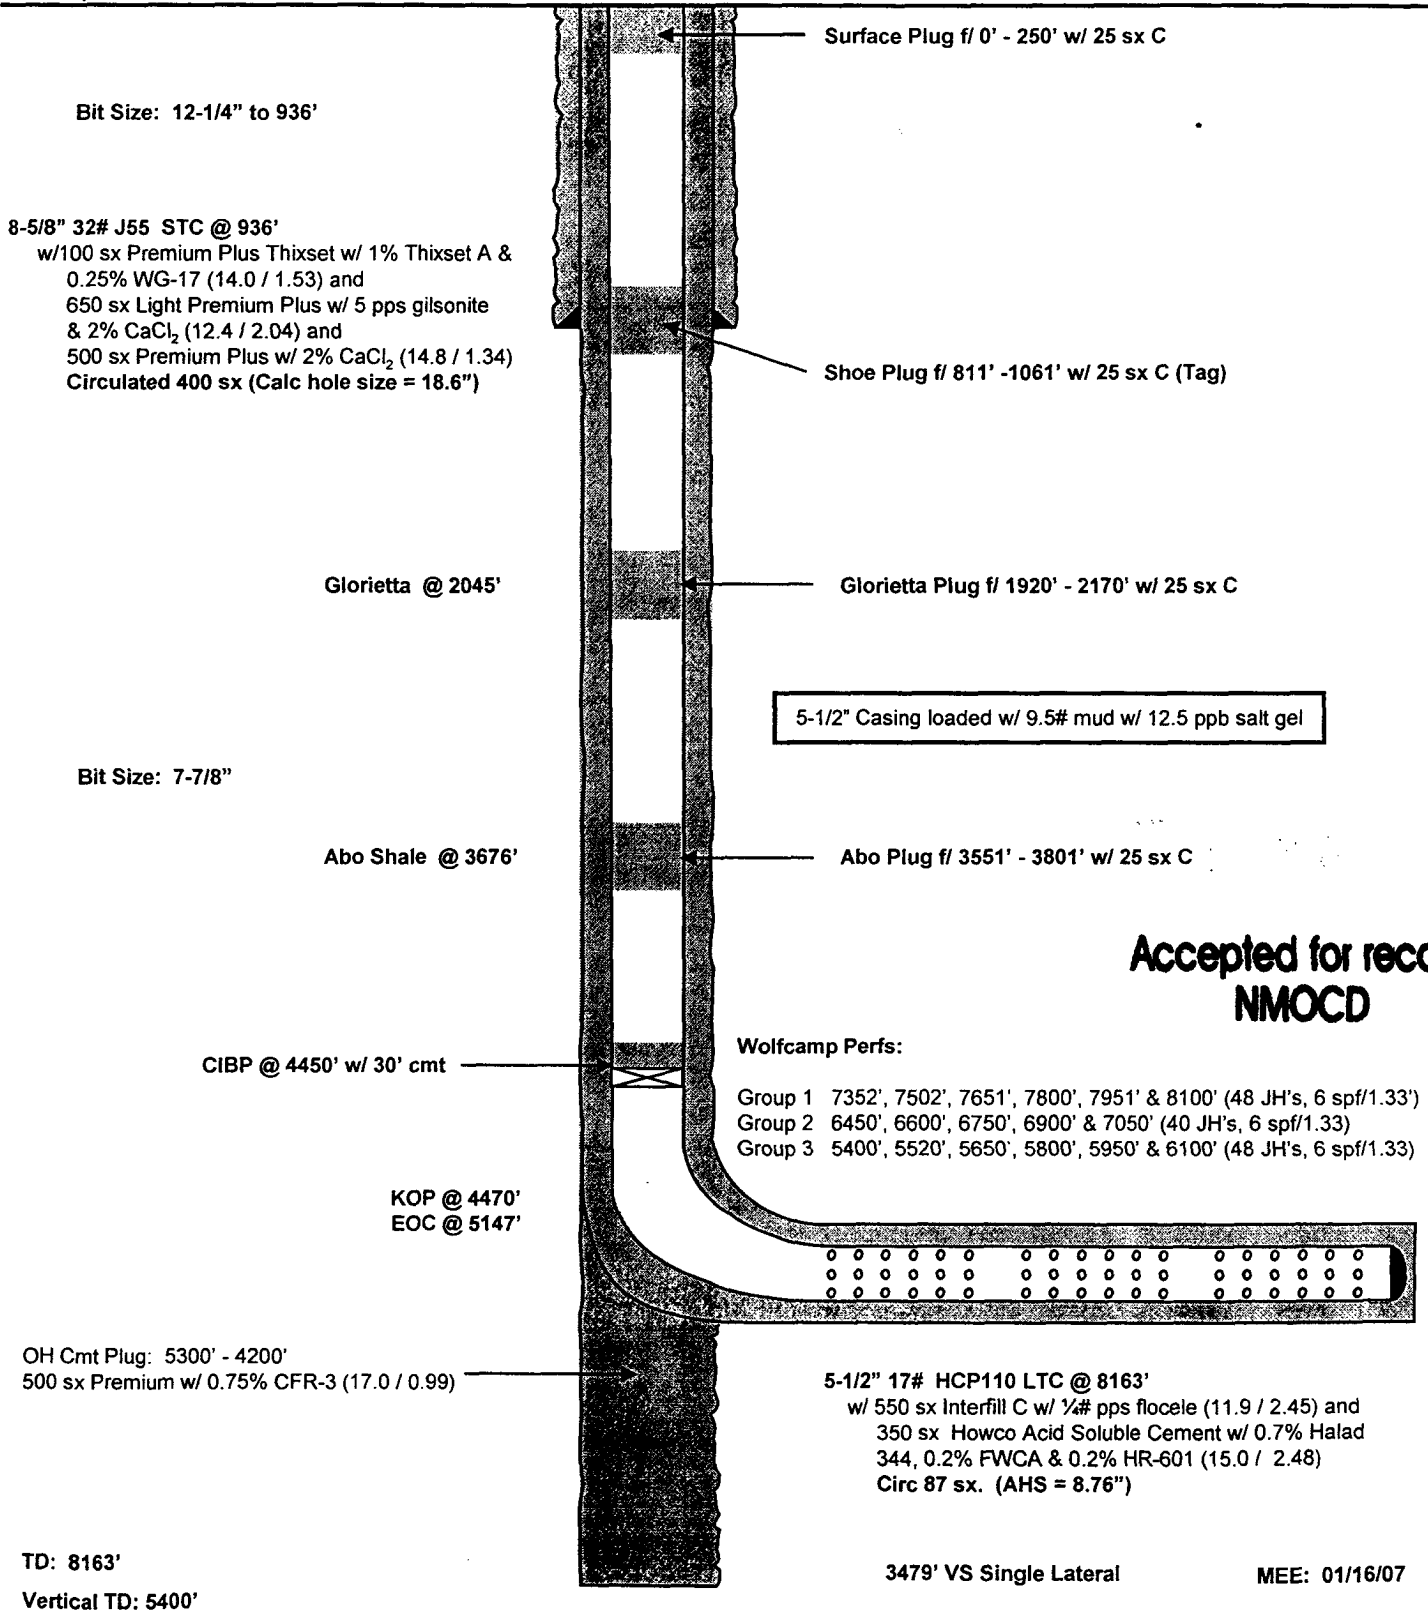 Surface Plug f/ 0' - 250' w/ 25 sx C
Bit Size: 12-1/4" to 936'
8-5/8" 32# J55 STC @ 936'
w/100 sx Premium Plus Thixset w/ 1% Thixset A &
0.25% WG-17 (14.0 / 1.53) and
650 sx Light Premium Plus w/ 5 pps gilsonite
& 2% CaCl₂ (12.4 / 2.04) and
500 sx Premium Plus w/ 2% CaCl₂ (14.8 / 1.34)
Circulated 400 sx (Calc hole size = 18.6")
Shoe Plug f/ 811' -1061' w/ 25 sx C (Tag)
Glorietta @ 2045'
Glorietta Plug f/ 1920' - 2170' w/ 25 sx C
5-1/2" Casing loaded w/ 9.5# mud w/ 12.5 ppb salt gel
Bit Size: 7-7/8"
Abo Shale @ 3676'
Abo Plug f/ 3551' - 3801' w/ 25 sx C
Accepted for reco
NMOCD
CIBP @ 4450' w/ 30' cmt
Wolfcamp Perfs:
Group 1 7352', 7502', 7651', 7800', 7951' & 8100' (48 JH's, 6 spf/1.33')
Group 2 6450', 6600', 6750', 6900' & 7050' (40 JH's, 6 spf/1.33)
Group 3 5400', 5520', 5650', 5800', 5950' & 6100' (48 JH's, 6 spf/1.33)
KOP @ 4470'
EOC @ 5147'
OH Cmt Plug: 5300' - 4200'
500 sx Premium w/ 0.75% CFR-3 (17.0 / 0.99)
5-1/2" 17# HCP110 LTC @ 8163'
w/ 550 sx Interfill C w/ ¼# pps flocele (11.9 / 2.45) and
350 sx Howco Acid Soluble Cement w/ 0.7% Halad
344, 0.2% FWCA & 0.2% HR-601 (15.0 / 2.48)
Circ 87 sx. (AHS = 8.76")
TD: 8163'
Vertical TD: 5400'
3479' VS Single Lateral
MEE: 01/16/07